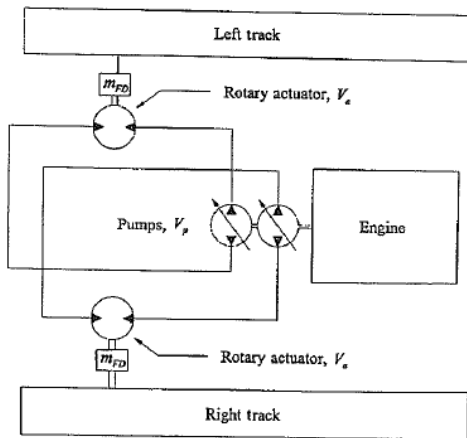 Left track
m_FD
Rotary actuator, V_a
Pumps, V_p
Engine
m_FD
Rotary actuator, V_a
Right track